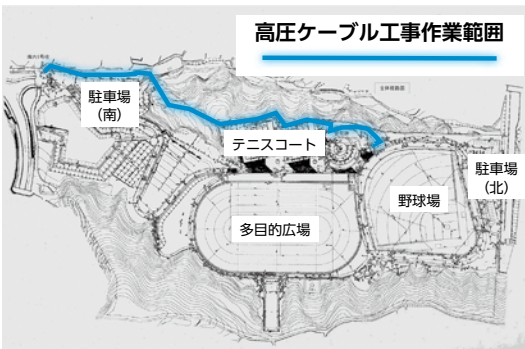 高圧ケーブル工事作業範囲
駐車場
(南)
テニスコート
駐車場
(北)
野球場
多目的広場